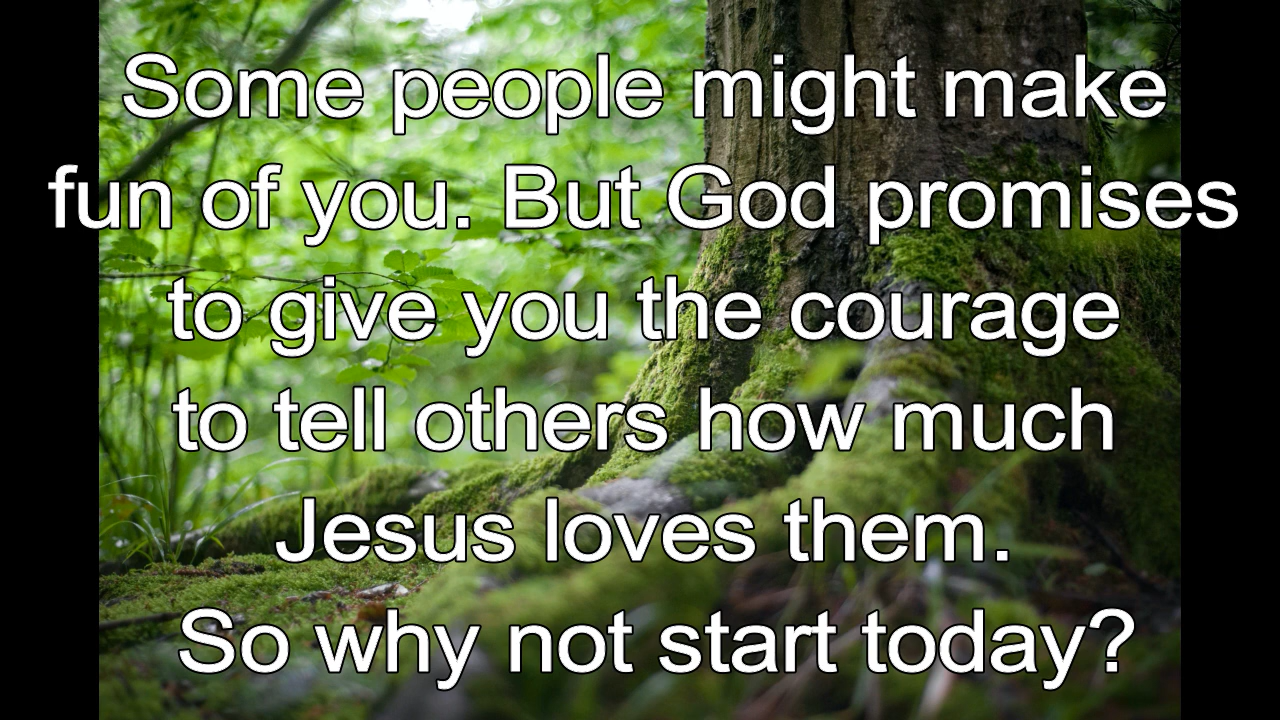 Some people might make
fun of you. But God promises
to give you the courage
to tell others how much
Jesus loves them.
So why not start today?